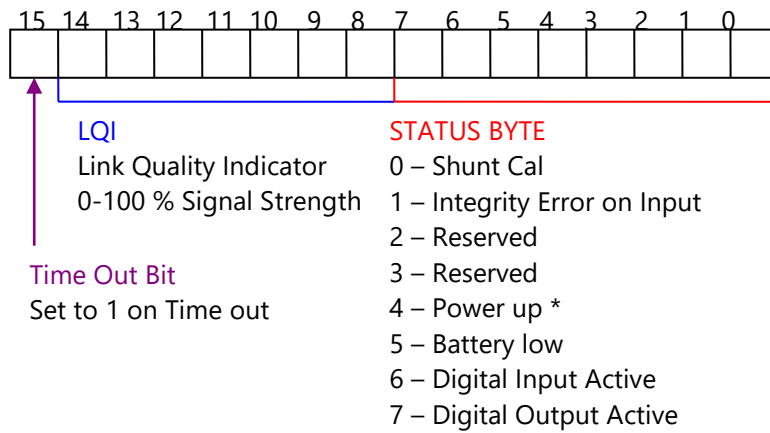 15 14 13 12 11 10 9 8 7 6 5 4 3 2 1 0
LQI
Link Quality Indicator
0-100 % Signal Strength
Time Out Bit
Set to 1 on Time out
STATUS BYTE
0 – Shunt Cal
1 – Integrity Error on Input
2 – Reserved
3 – Reserved
4 – Power up *
5 – Battery low
6 – Digital Input Active
7 – Digital Output Active